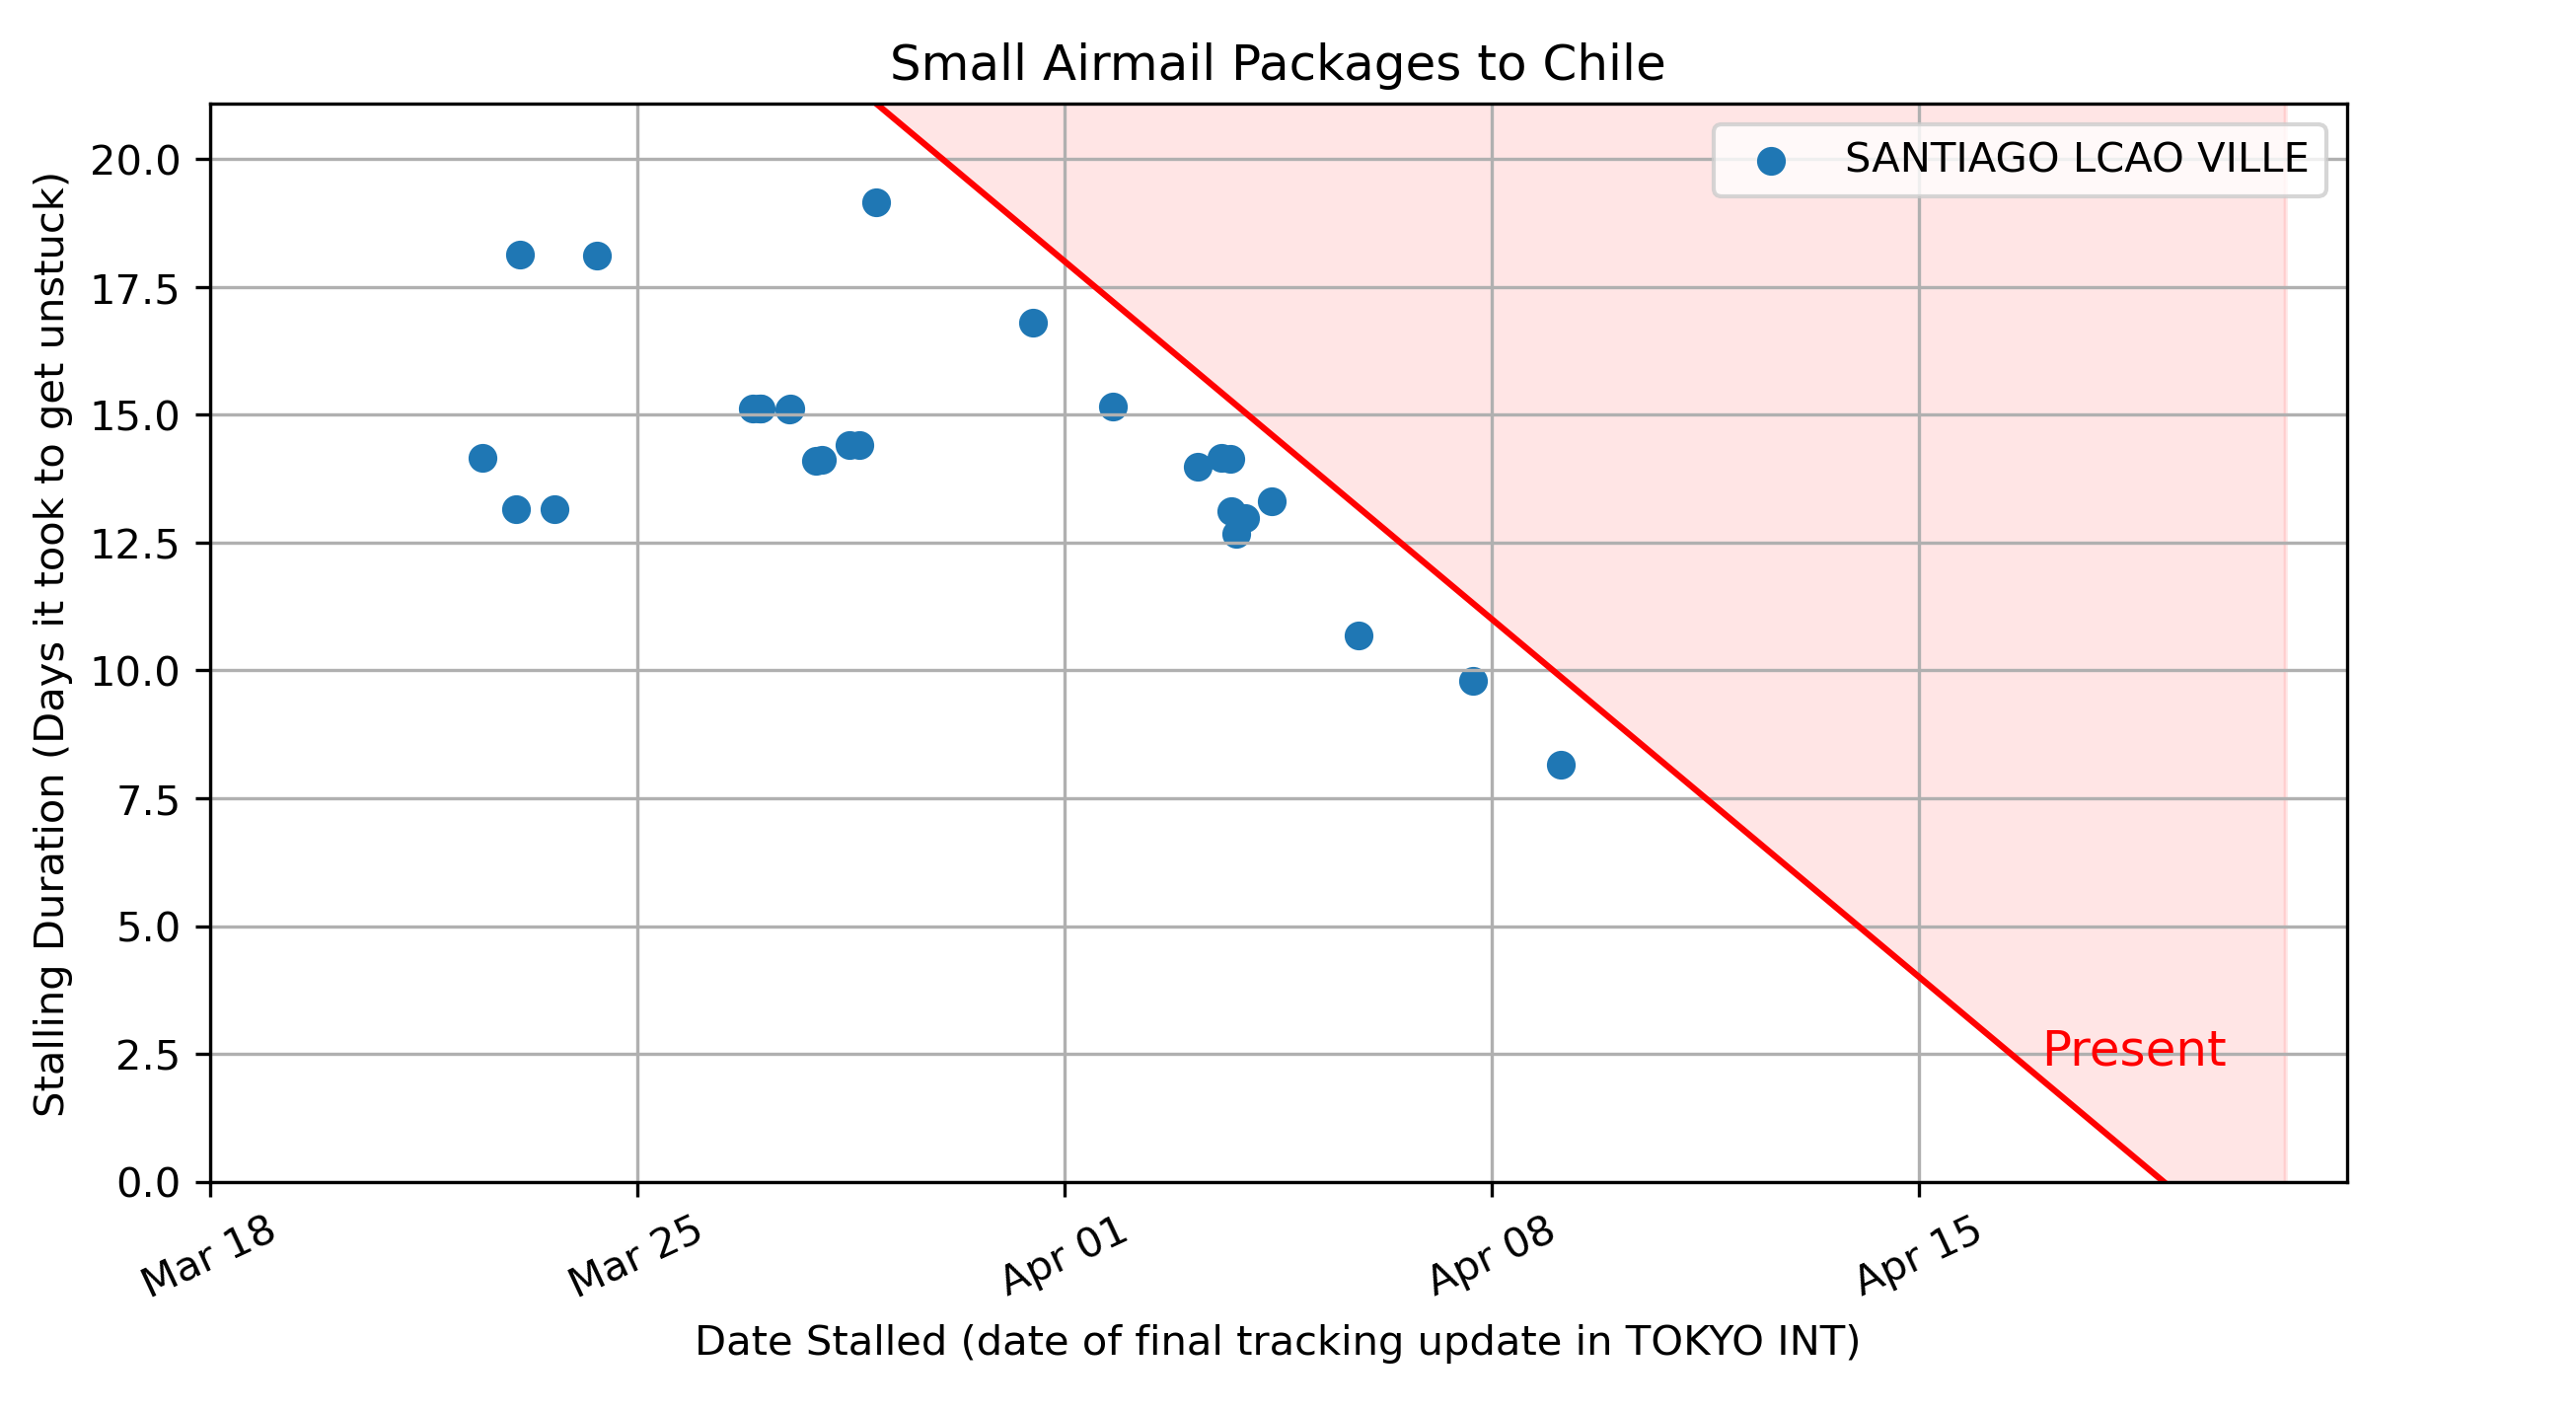 Small Airmail Packages to Chile
SANTIAGO LCAO VILLE
Stalling Duration (Days it took to get unstuck)
20.0
17.5
15.0
12.5
10.0
7.5
5.0
2.5
0.0
Present
Mar 18
Mar 25
Apr 01
Apr 08
Apr 15
Date Stalled (date of final tracking update in TOKYO INT)